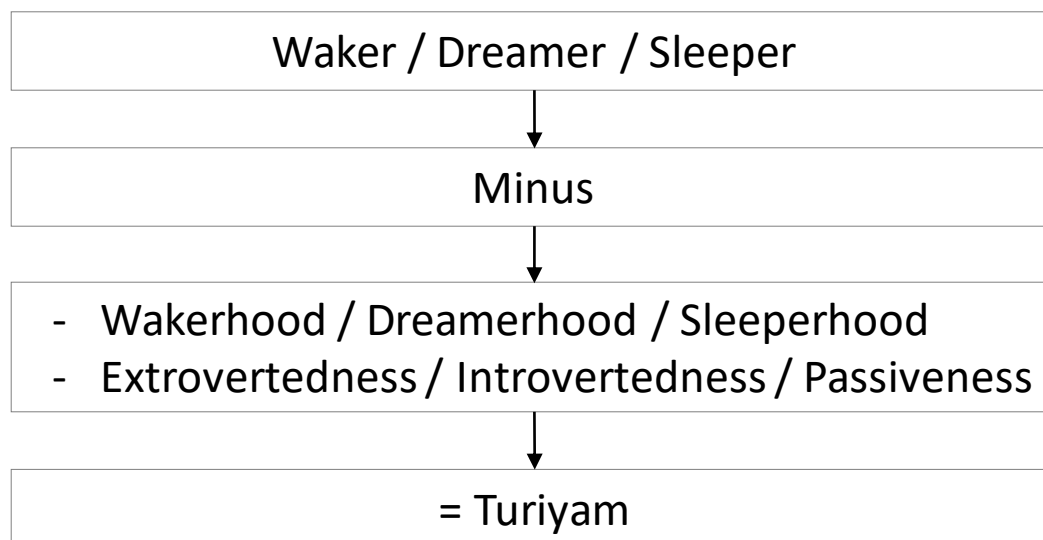 Waker / Dreamer / Sleeper
Minus
- Wakerhood / Dreamerhood / Sleeperhood
- Extrovertedness / Introvertedness / Passiveness
= Turiyam